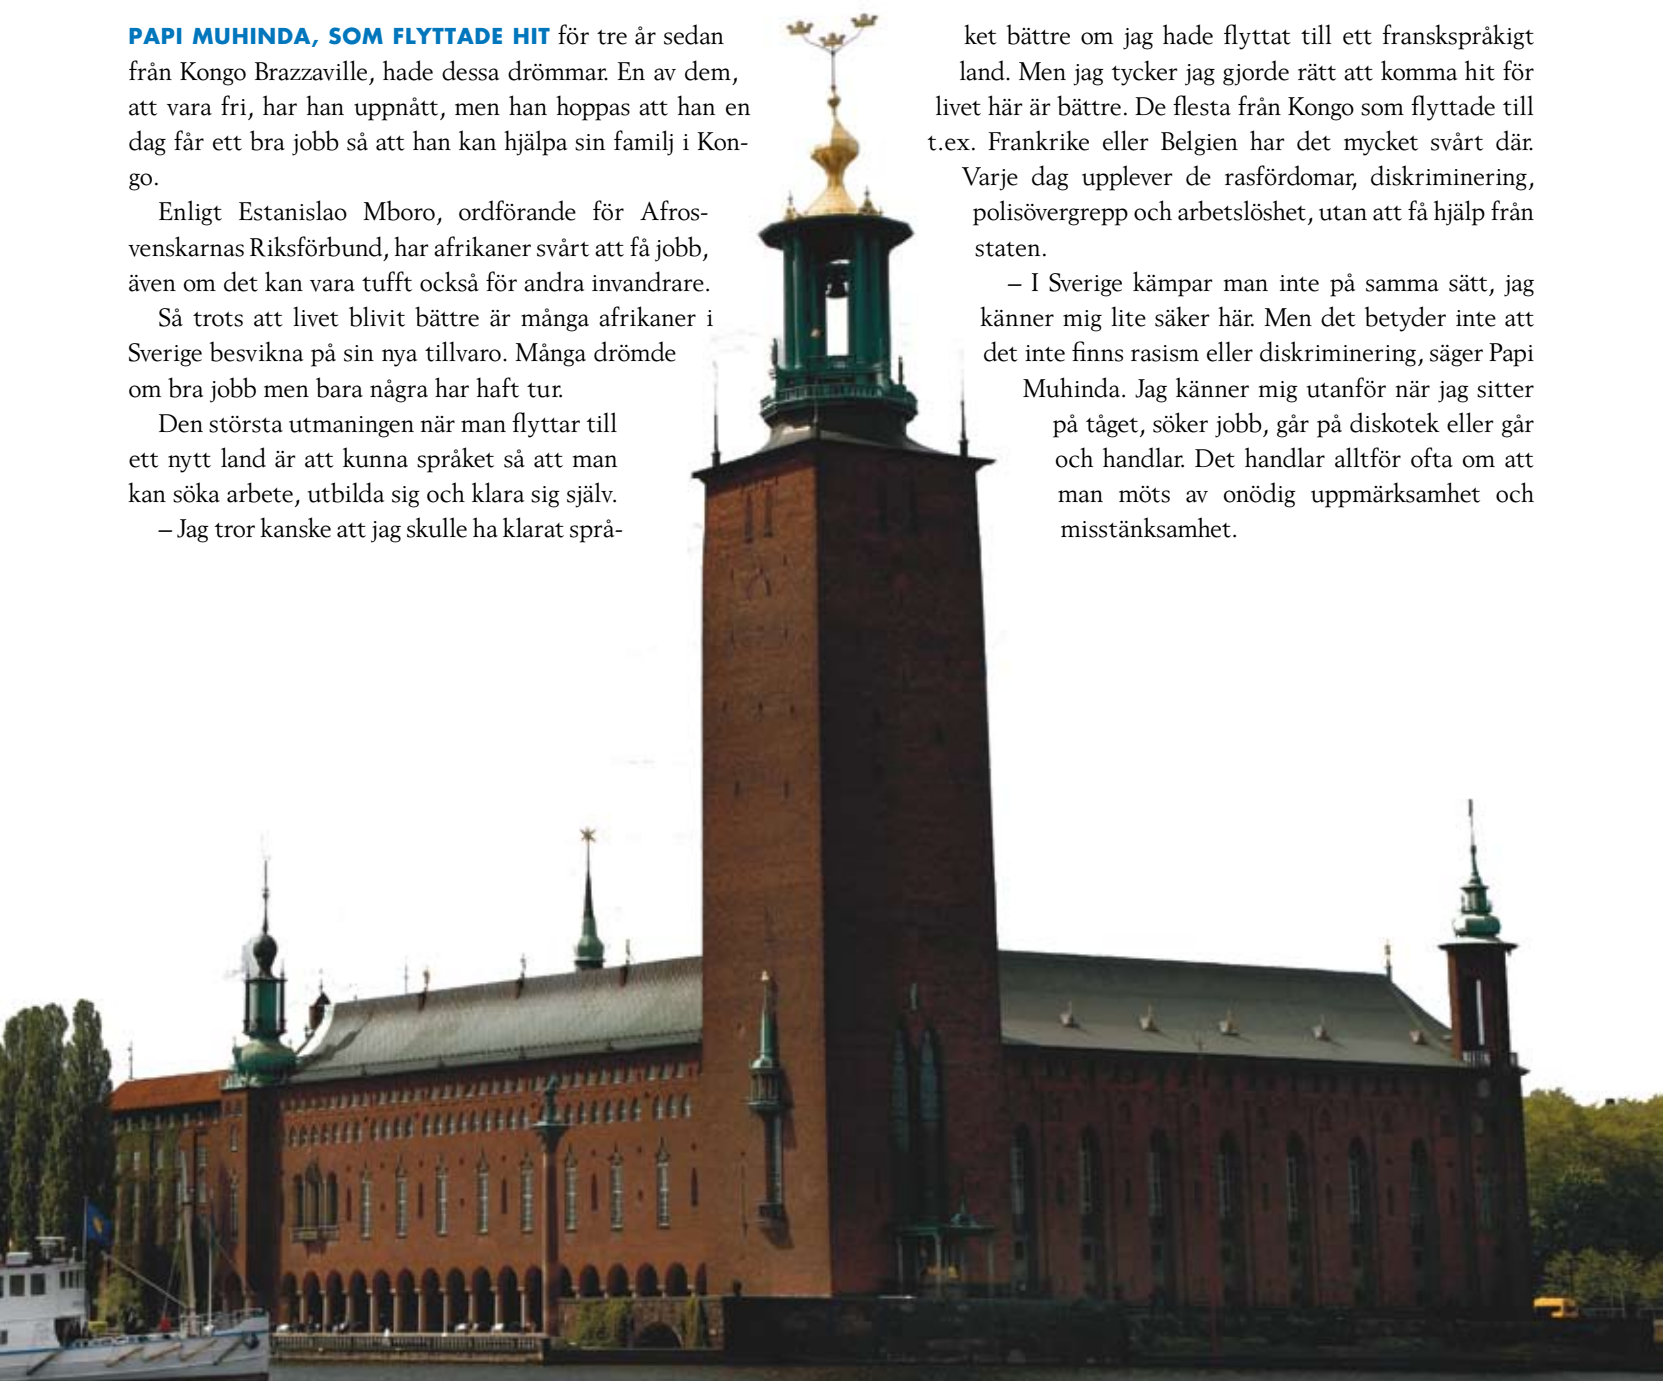 PAPI MUHINDA, SOM FLYTTADE HIT för tre år sedan
från Kongo Brazzaville, hade dessa drömmar. En av dem,
att vara fri, har han uppnått, men han hoppas att han en
dag får ett bra jobb så att han kan hjälpa sin familj i Kon-
go.
Enligt Estanislao Mboro, ordförande för Afros-
venskarnas Riksförbund, har afrikaner svårt att få jobb,
även om det kan vara tufft också för andra invandrare.
Så trots att livet blivit bättre är många afrikaner i
Sverige besvikna på sin nya tillvaro. Många drömde
om bra jobb men bara några har haft tur.
Den största utmaningen när man flyttar till
ett nytt land är att kunna språket så att man
kan söka arbete, utbilda sig och klara sig själv.
– Jag tror kanske att jag skulle ha klarat språ-
ket bättre om jag hade flyttat till ett franskspråkigt
land. Men jag tycker jag gjorde rätt att komma hit för
livet här är bättre. De flesta från Kongo som flyttade till
t.ex. Frankrike eller Belgien har det mycket svårt där.
Varje dag upplever de rasfördomar, diskriminering,
polisövergrepp och arbetslöshet, utan att få hjälp från
staten.
– I Sverige kämpar man inte på samma sätt, jag
känner mig lite säker här. Men det betyder inte att
det inte finns rasism eller diskriminering, säger Papi
Muhinda. Jag känner mig utanför när jag sitter
på tåget, söker jobb, går på diskotek eller går
och handlar. Det handlar alltför ofta om att
man möts av onödig uppmärksamhet och
misstänksamhet.